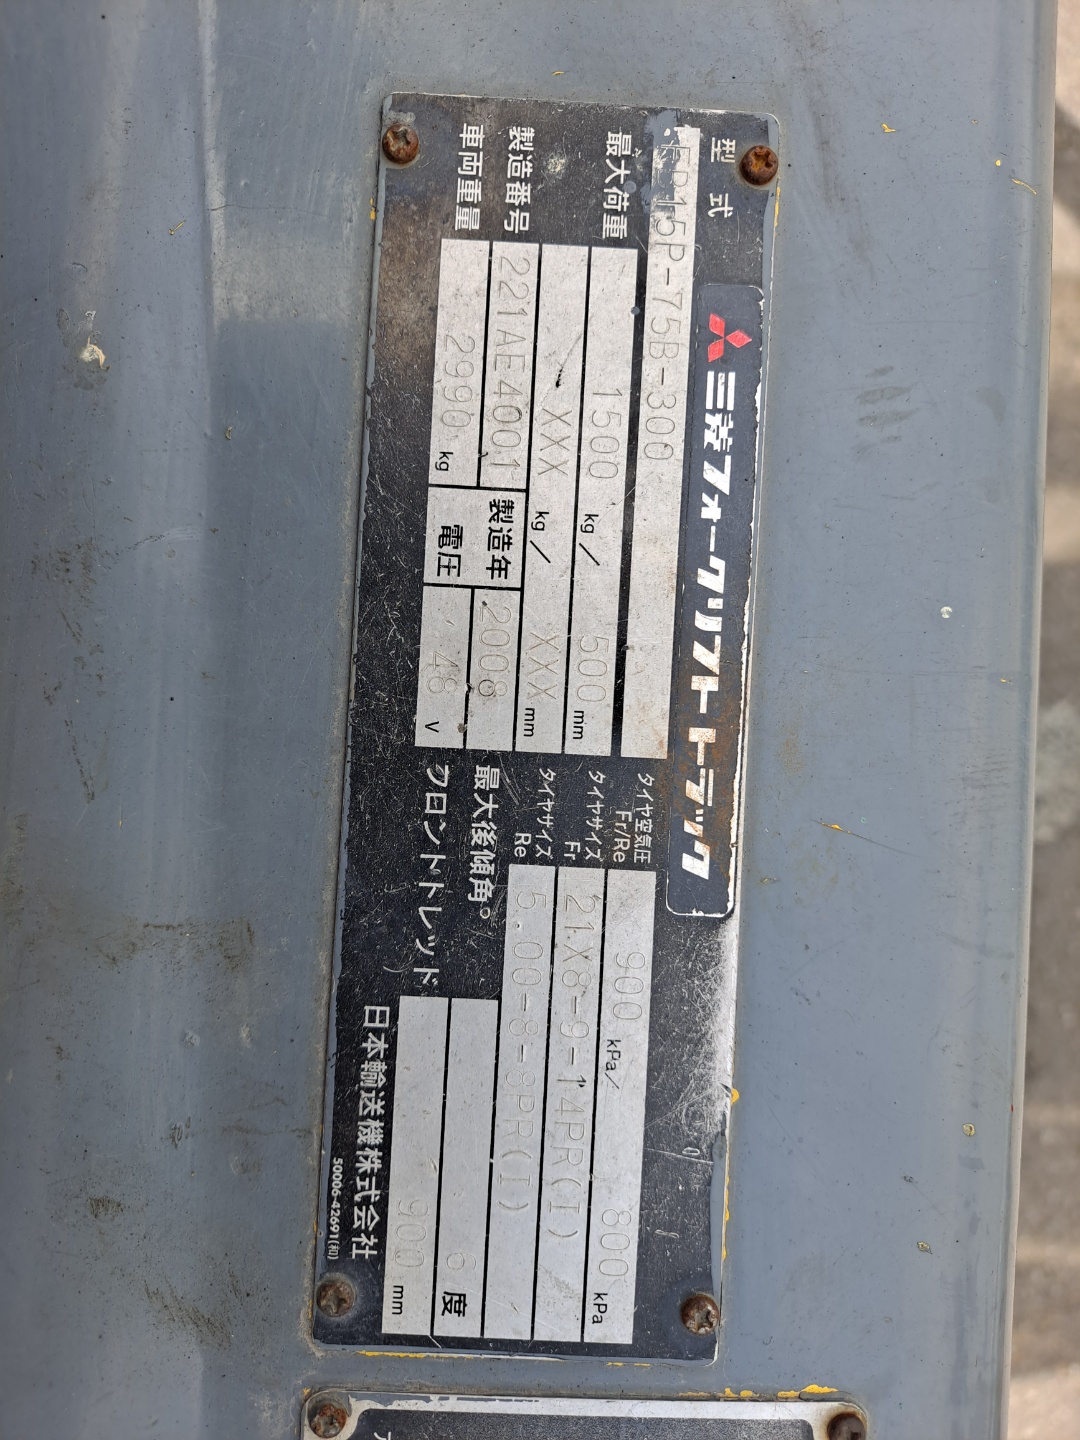 三菱フォークリフトトラック
型式 FB15P-75B-300
最大荷重 1500 kg/ 500 mm
XXX kg/ XXX mm
製造番号 221AE4001 製造年 2008
車両重量 2990 kg 電圧 48 V
タイヤ空気圧 Fr/Re 900 kPa/ 800 kPa
タイヤサイズ Fr 21X8-9-14PR(I)
タイヤサイズ Re 5.00-8-8PR(I)
最大後傾角。 6 度
フロントトレッド 900 mm
日本輸送機株式会社
50006-42691(和)